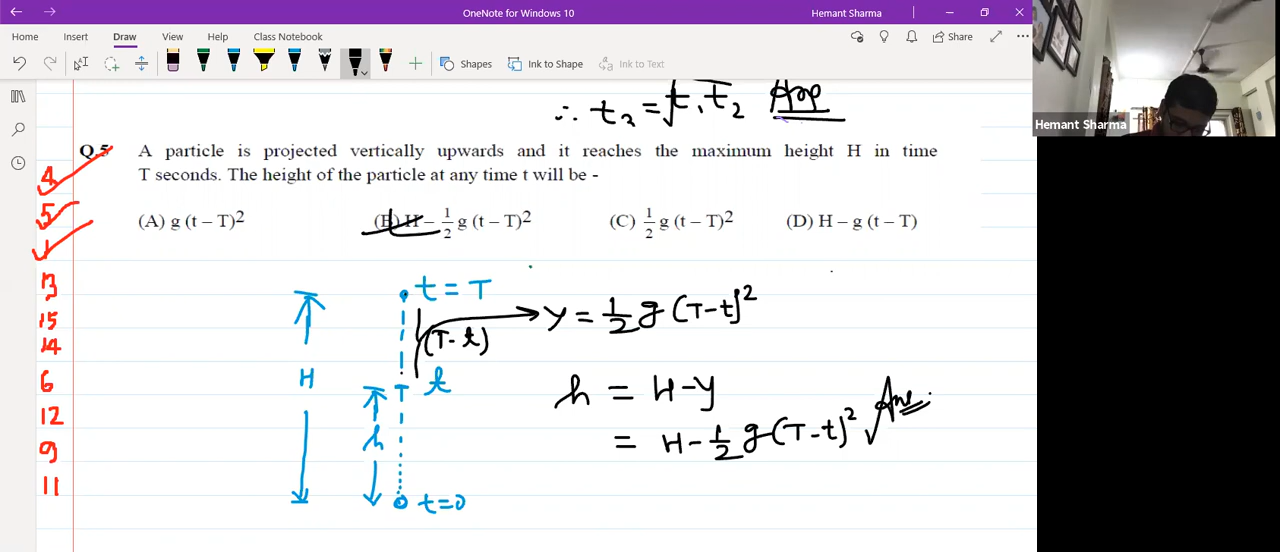 OneNote for Windows 10
Hemant Sharma
Home Insert Draw View Help Class Notebook Share
Shapes Ink to Shape Ink to Text
Hemant Sharma
∴ t₃ = √t₁ t₂ Ans
Q.5 A particle is projected vertically upwards and it reaches the maximum height H in time
T seconds. The height of the particle at any time t will be -
(A) g (t – T)² (B) H – 1/2 g (t – T)² (C) 1/2 g (t – T)² (D) H – g (t – T)
4
5
1
13
15
14
6
12
9
11
t = T
(T-t)
y = 1/2 g (T-t)²
H
t
h
t=0
h = H-y
= H - 1/2 g (T-t)² Ans